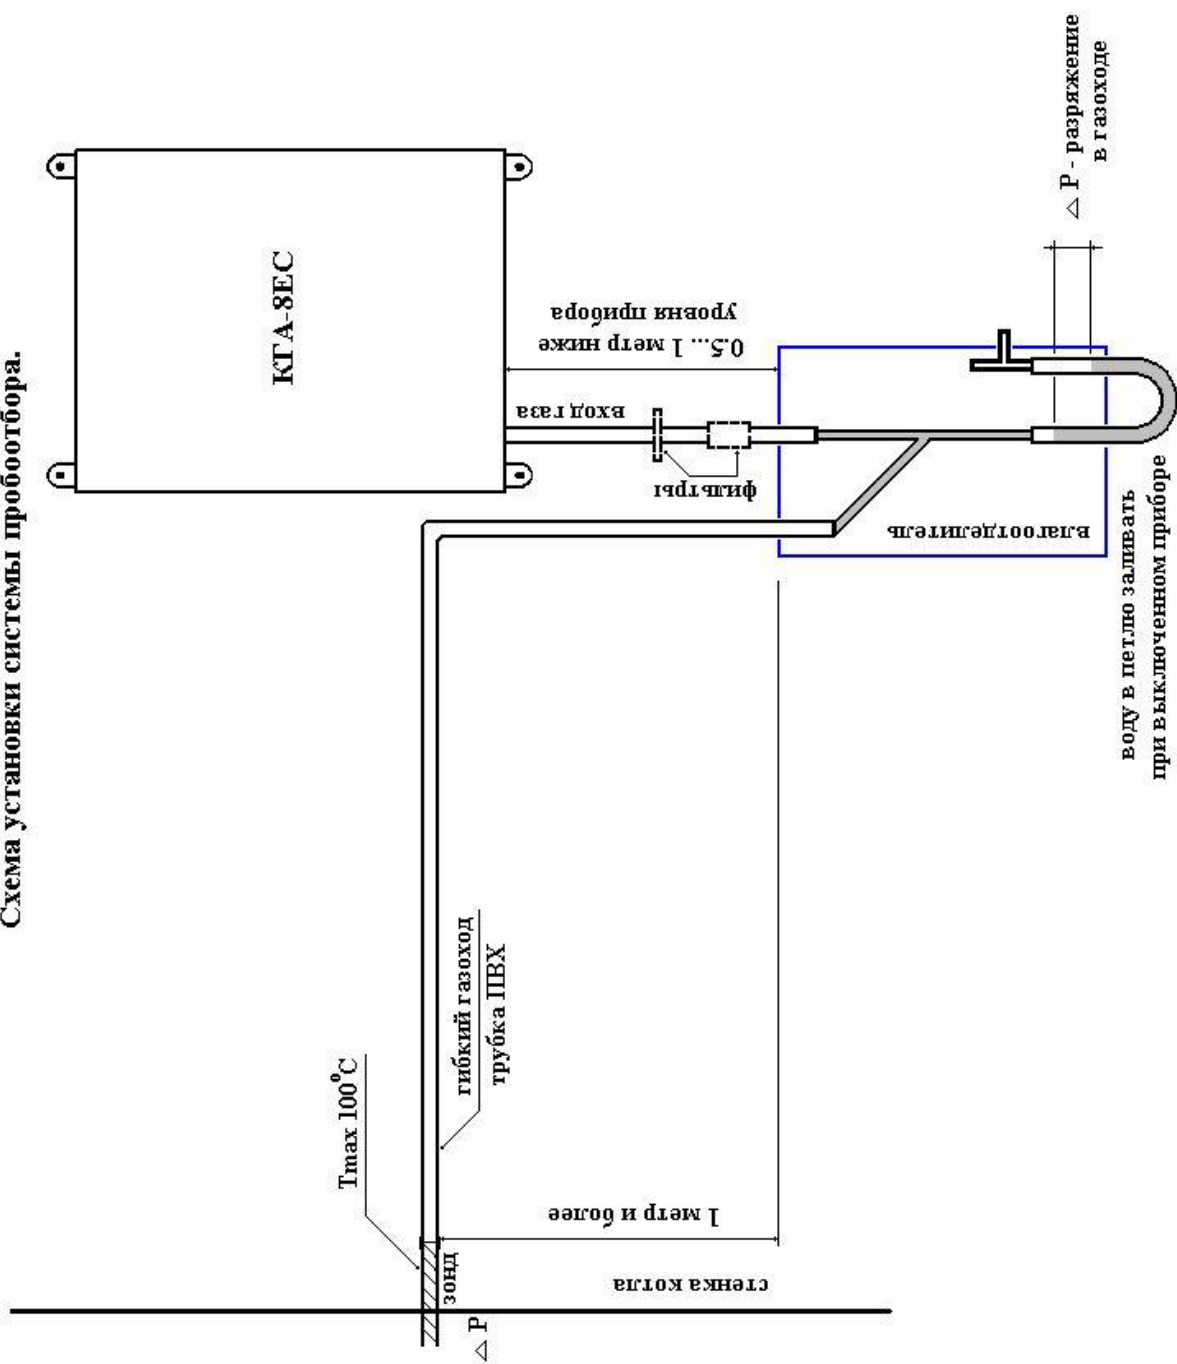 Схема установки системы пробоотбора.
КГА-8ЕС
△ P - разряжение
в газоходе
0.5... 1 метр ниже
уровня прибора
вход газа
фильтры
влагоотделитель
воду в петлю заливать
при выключенном приборе
гибкий газоход
трубка ПВХ
Tmax 100°C
1 метр и более
зонд
стенка котла
△ P